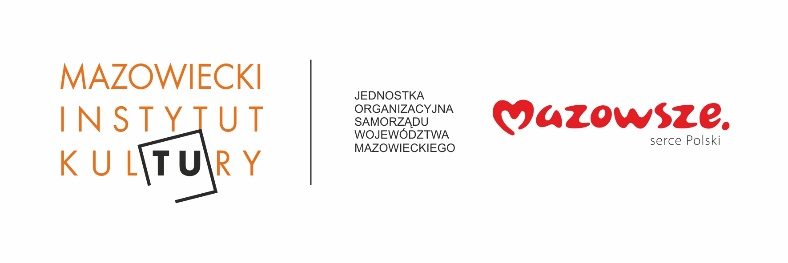 MAZOWIECKI
INSTYTUT
KULTURY
JEDNOSTKA
ORGANIZACYJNA
SAMORZĄDU
WOJEWÓDZTWA
MAZOWIECKIEGO
mazowsze.
serce Polski